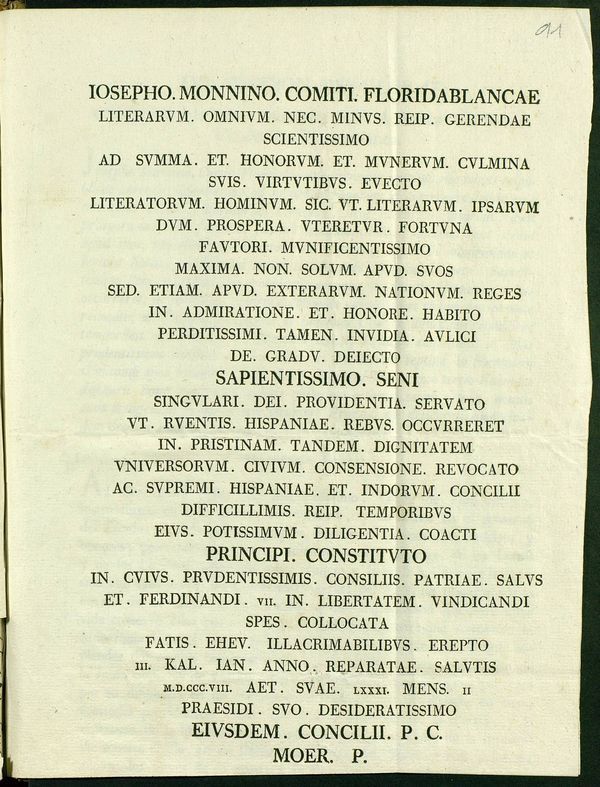 91
IOSEPHO. MONNINO. COMITI. FLORIDABLANCAE
LITERARVM. OMNIVM. NEC. MINVS. REIP. GERENDAE
SCIENTISSIMO
AD SVMMA. ET. HONORVM. ET. MVNERVM. CVLMINA
SVIS. VIRTVTIBVS. EVECTO
LITERATORVM. HOMINVM. SIC. VT. LITERARVM. IPSARVM
DVM. PROSPERA. VTERETVR. FORTVNA
FAVTORI. MVNIFICENTISSIMO
MAXIMA. NON. SOLVM. APVD. SVOS
SED. ETIAM. APVD. EXTERARVM. NATIONVM. REGES
IN. ADMIRATIONE. ET. HONORE. HABITO
PERDITISSIMI. TAMEN. INVIDIA. AVLICI
DE. GRADV. DEIECTO
SAPIENTISSIMO. SENI
SINGVLARI. DEI. PROVIDENTIA. SERVATO
VT. RVENTIS. HISPANIAE. REBVS. OCCVRRERET
IN. PRISTINAM. TANDEM. DIGNITATEM
VNIVERSORVM. CIVIVM. CONSENSIONE. REVOCATO
AC. SVPREMI. HISPANIAE. ET. INDORVM. CONCILII
DIFFICILLIMIS. REIP. TEMPORIBVS
EIVS. POTISSIMVM. DILIGENTIA. COACTI
PRINCIPI. CONSTITVTO
IN. CVIVS. PRVDENTISSIMIS. CONSILIIS. PATRIAE. SALVS
ET. FERDINANDI. VII. IN. LIBERTATEM. VINDICANDI
SPES. COLLOCATA
FATIS. EHEV. ILLACRIMABILIBVS. EREPTO
III. KAL. IAN. ANNO. REPARATAE. SALVTIS
M.D.CCC.VIII. AET. SVAE. LXXXI. MENS. II
PRAESIDI. SVO. DESIDERATISSIMO
EIVSDEM. CONCILII. P. C.
MOER. P.